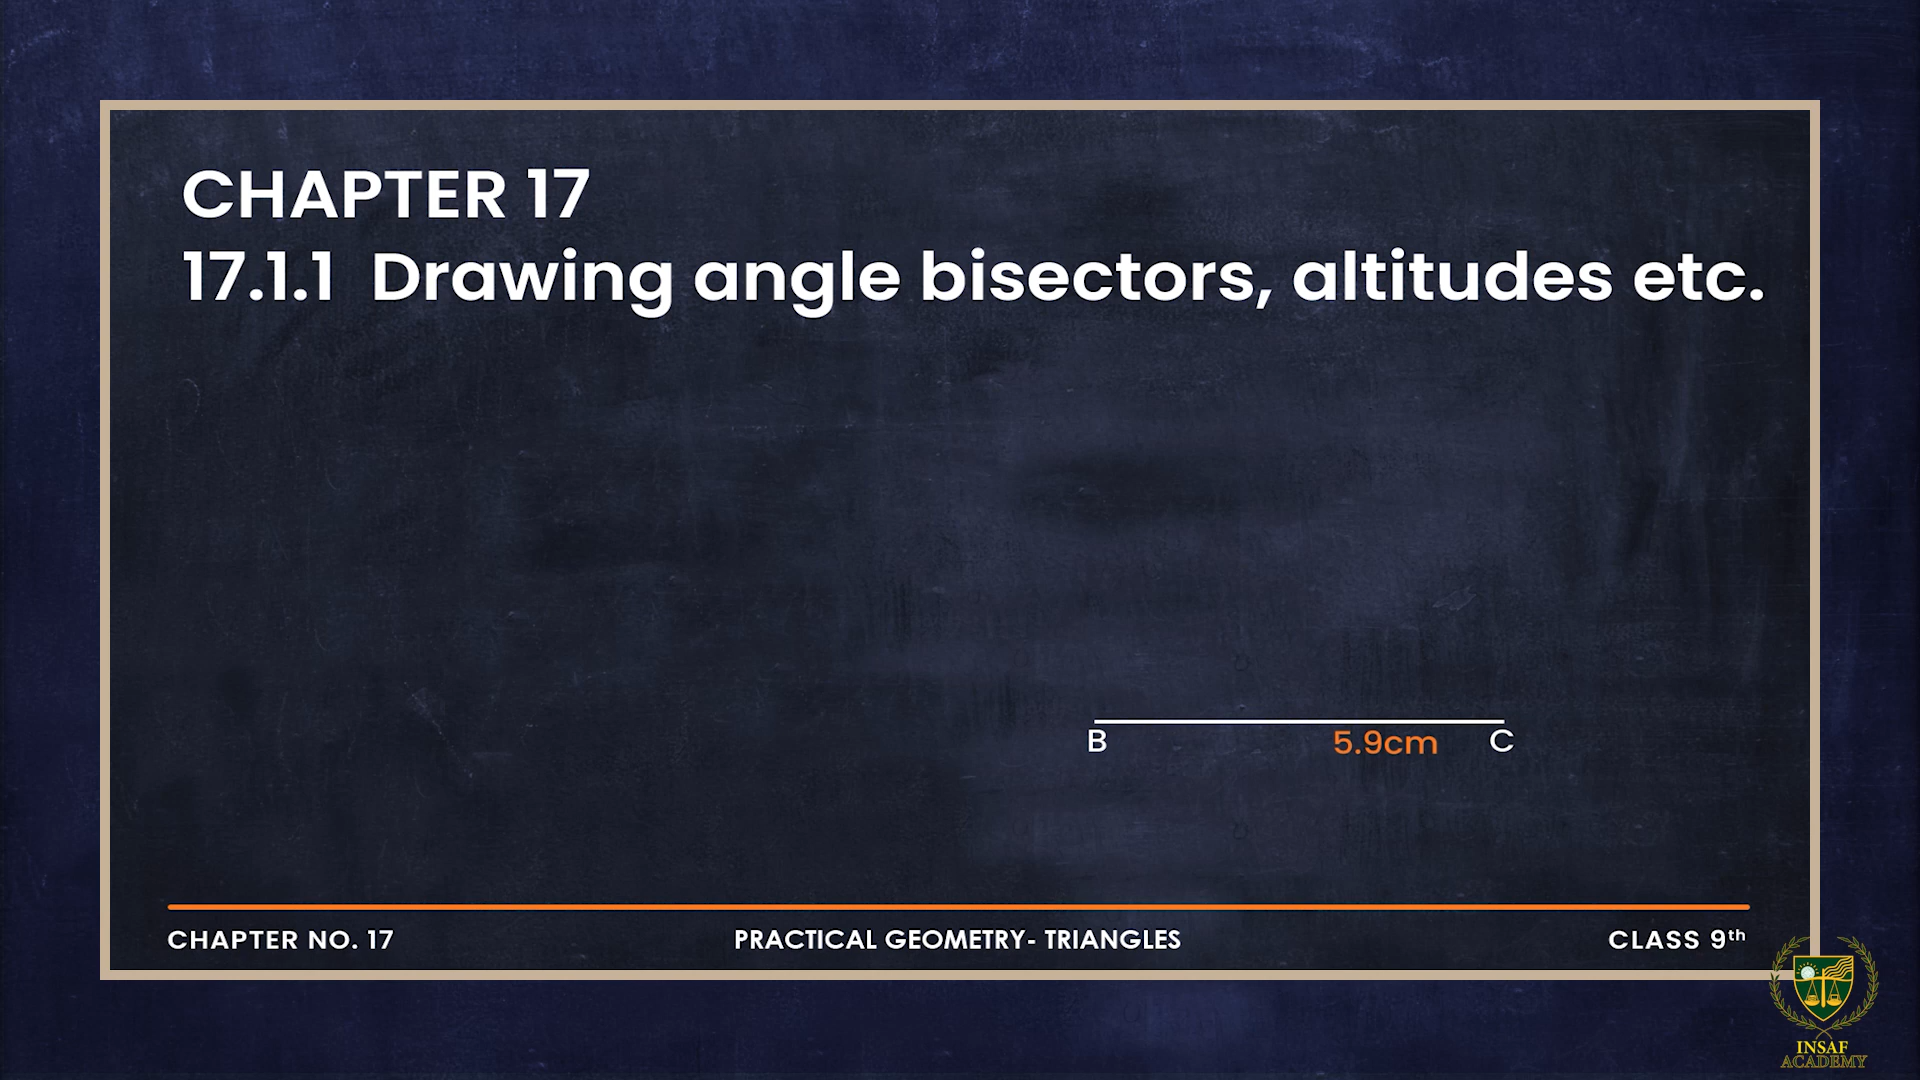 CHAPTER 17
17.1.1 Drawing angle bisectors, altitudes etc.
B 5.9cm C
CHAPTER NO. 17 PRACTICAL GEOMETRY- TRIANGLES CLASS 9th
INSAF
ACADEMY